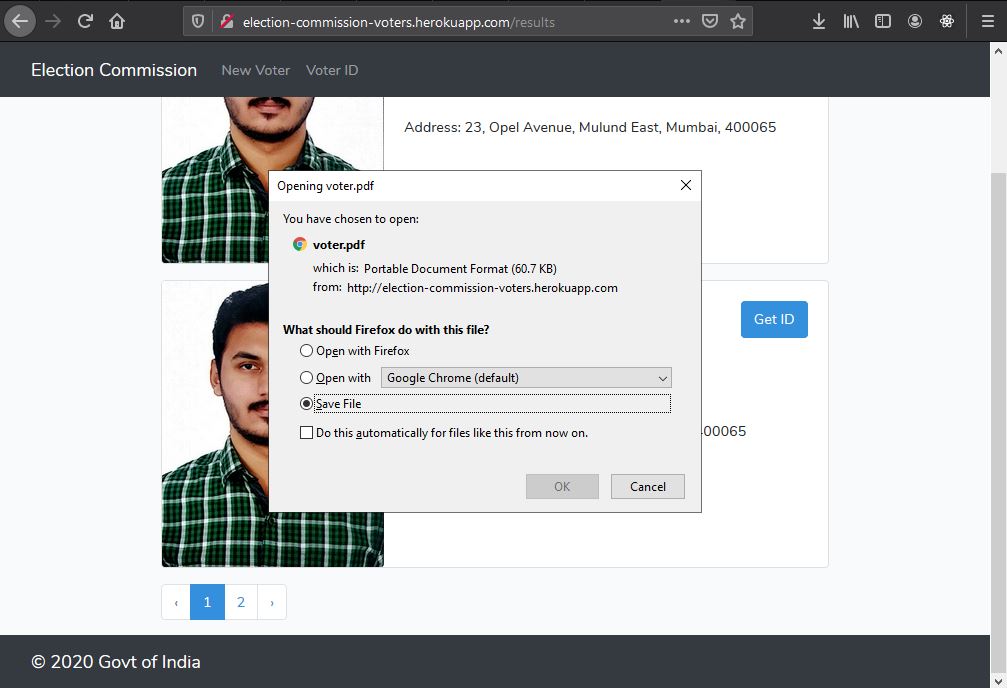 election-commission-voters.herokuapp.com/results
Election Commission New Voter Voter ID
Address: 23, Opel Avenue, Mulund East, Mumbai, 400065
Opening voter.pdf
You have chosen to open:
voter.pdf
which is: Portable Document Format (60.7 KB)
from: http://election-commission-voters.herokuapp.com
What should Firefox do with this file?
Open with Firefox
Open with Google Chrome (default)
Save File
Do this automatically for files like this from now on.
OK Cancel
Get ID
400065
‹ 1 2 ›
© 2020 Govt of India